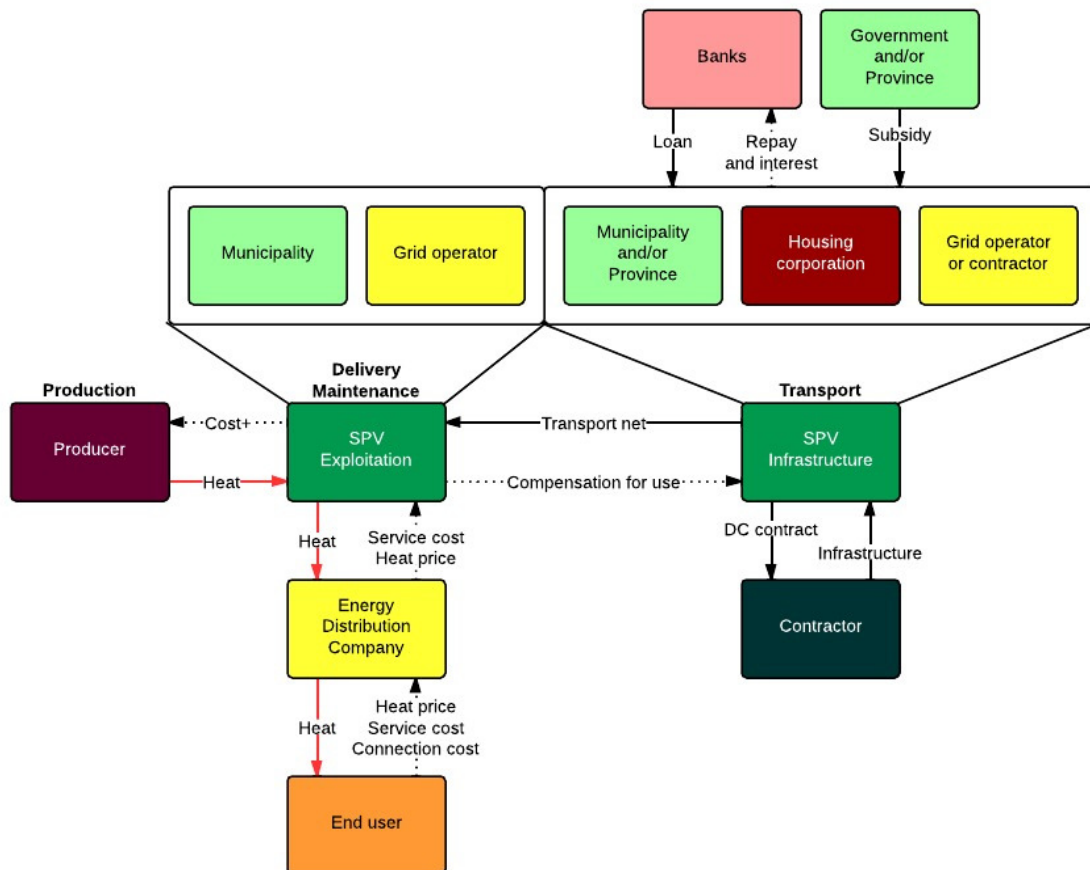 Banks
Government
and/or
Province
Loan
Repay
and interest
Subsidy
Municipality
Grid operator
Municipality
and/or
Province
Housing
corporation
Grid operator
or contractor
Production
Delivery
Maintenance
Transport
Producer
Cost+
Heat
SPV
Exploitation
Transport net
Compensation for use
SPV
Infrastructure
Heat
Service cost
Heat price
DC contract
Infrastructure
Energy
Distribution
Company
Contractor
Heat
Heat price
Service cost
Connection cost
End user